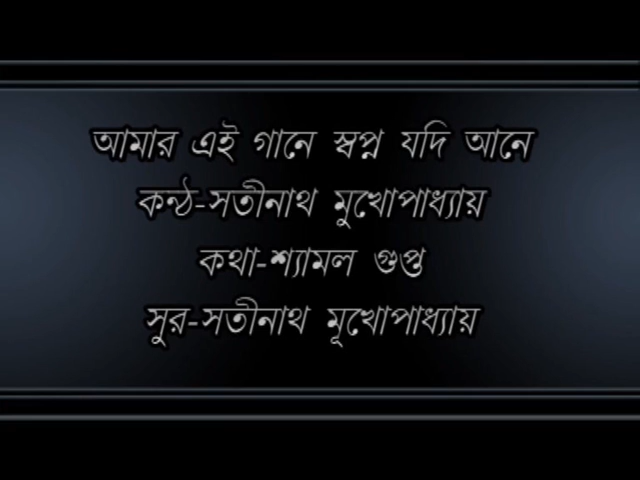 আমার এই গানে স্বপ্ন যদি আনে
কন্ঠ-সতীনাথ মুখোপাধ্যায়
কথা-শ্যামল গুপ্ত
সুর-সতীনাথ মূখোপাধ্যায়